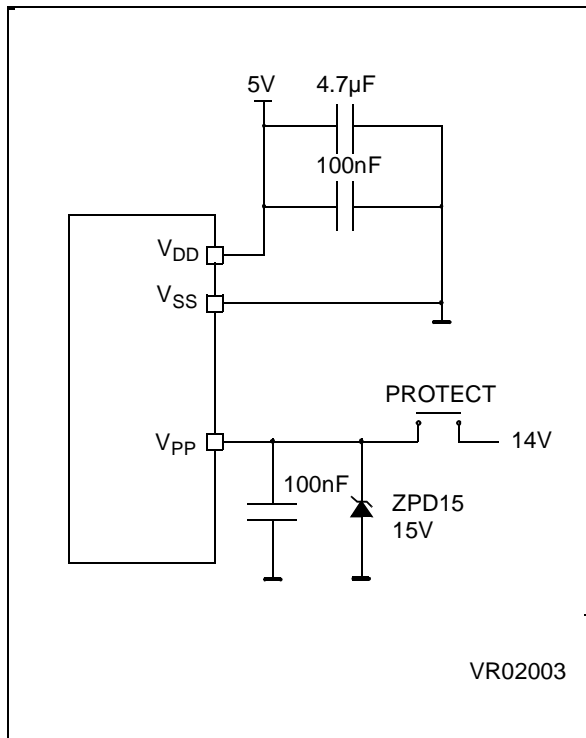 5V
4.7µF
100nF
VDD
VSS
PROTECT
VPP
14V
100nF
ZPD15
15V
VR02003